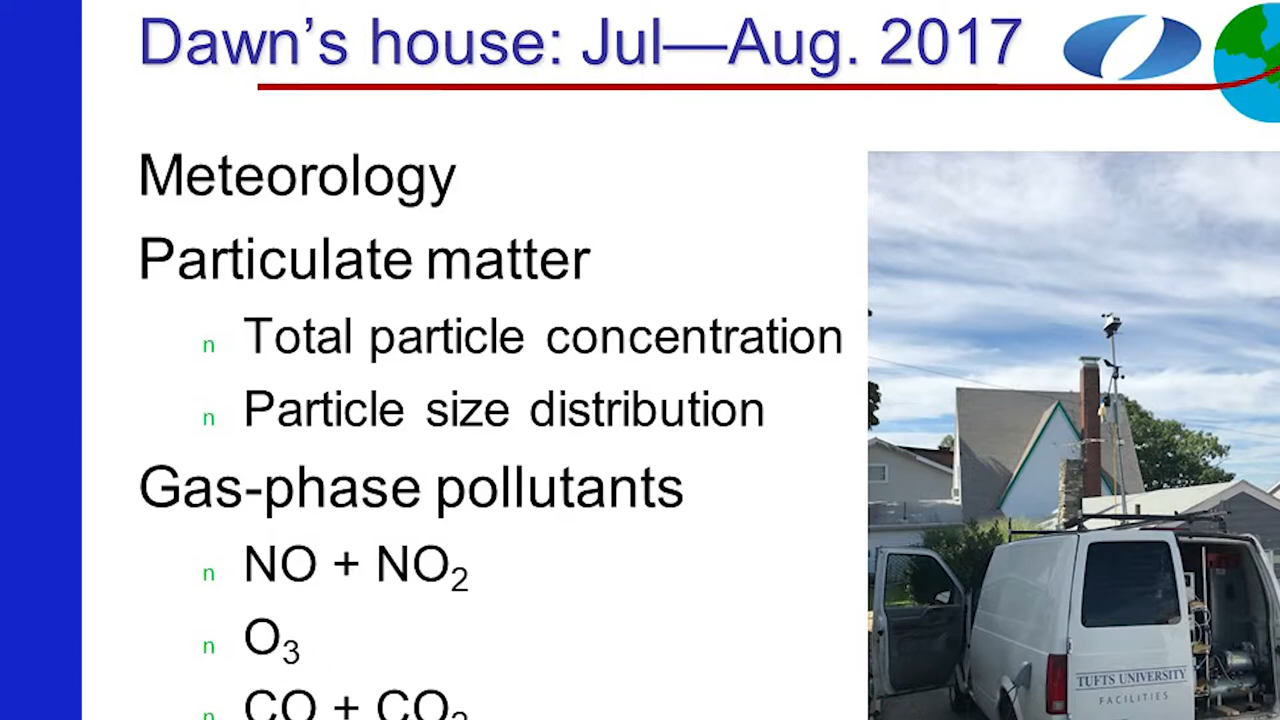 Dawn’s house: Jul—Aug. 2017
Meteorology
Particulate matter
n Total particle concentration
n Particle size distribution
Gas-phase pollutants
n NO + NO₂
n O₃
n CO + CO₂
TUFTS UNIVERSITY
FACILITIES